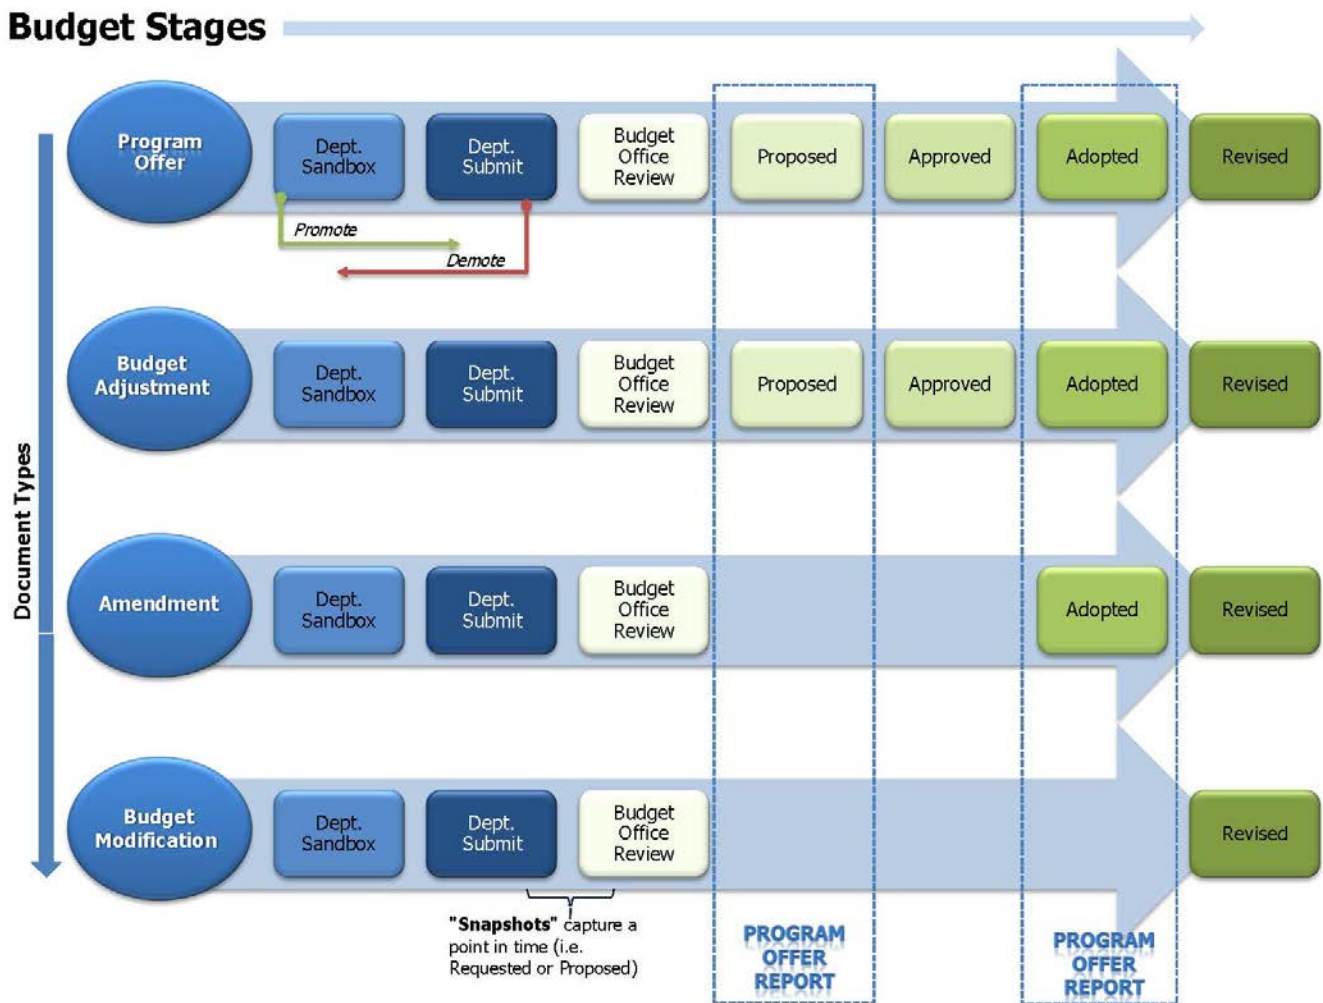 Budget Stages
Program
Offer
Dept.
Sandbox
Dept.
Submit
Budget
Office
Review
Proposed
Approved
Adopted
Revised
Promote
Demote
Document Types
Budget
Adjustment
Dept.
Sandbox
Dept.
Submit
Budget
Office
Review
Proposed
Approved
Adopted
Revised
Amendment
Dept.
Sandbox
Dept.
Submit
Budget
Office
Review
Adopted
Revised
Budget
Modification
Dept.
Sandbox
Dept.
Submit
Budget
Office
Review
Revised
"Snapshots" capture a
point in time (i.e.
Requested or Proposed)
PROGRAM
OFFER
REPORT
PROGRAM
OFFER
REPORT